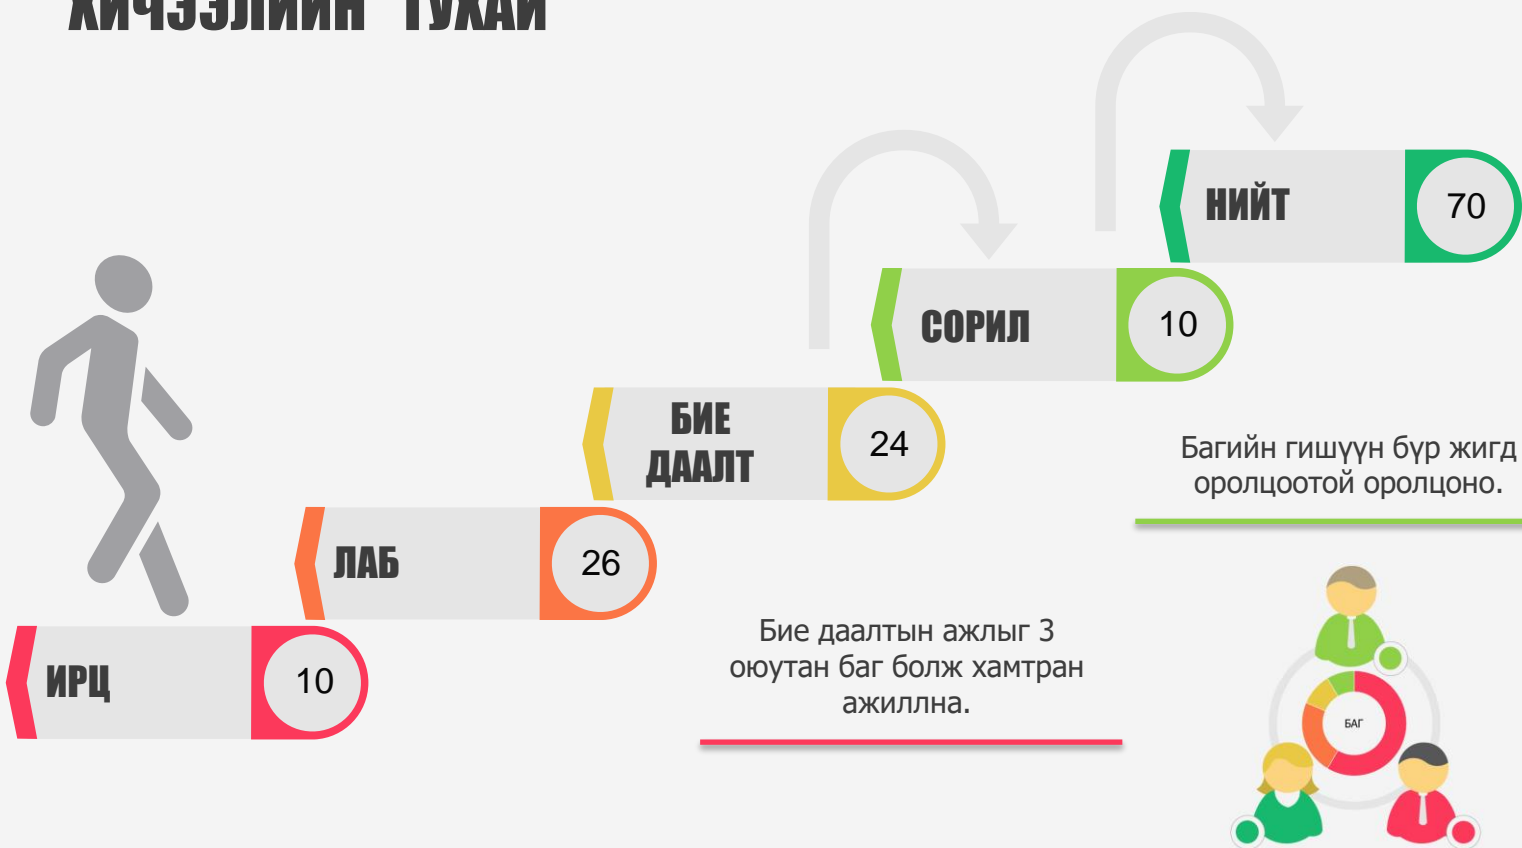 ХИЧЭЭЛИЙН ТУХАЙ
НИЙТ
70
СОРИЛ
10
БИЕ
ДААЛТ
24
ЛАБ
26
ИРЦ
10
Багийн гишүүн бүр жигд
оролцоотой оролцоно.
Бие даалтын ажлыг 3
оюутан баг болж хамтран
ажиллна.
БАГ